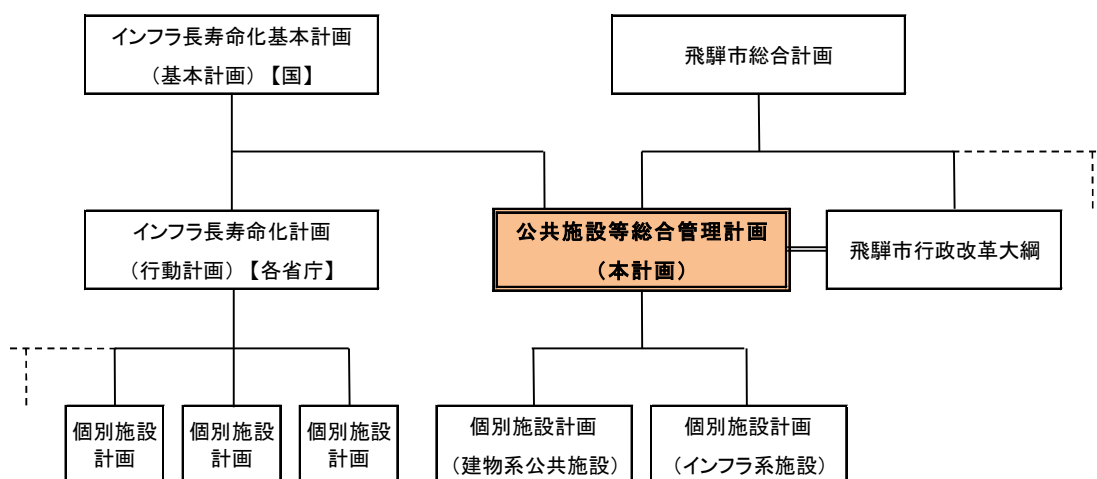 インフラ長寿命化基本計画
（基本計画）【国】
飛騨市総合計画
インフラ長寿命化計画
（行動計画）【各省庁】
公共施設等総合管理計画
（本計画）
飛騨市行政改革大綱
個別施設
計画
個別施設
計画
個別施設
計画
個別施設計画
（建物系公共施設）
個別施設計画
（インフラ系施設）